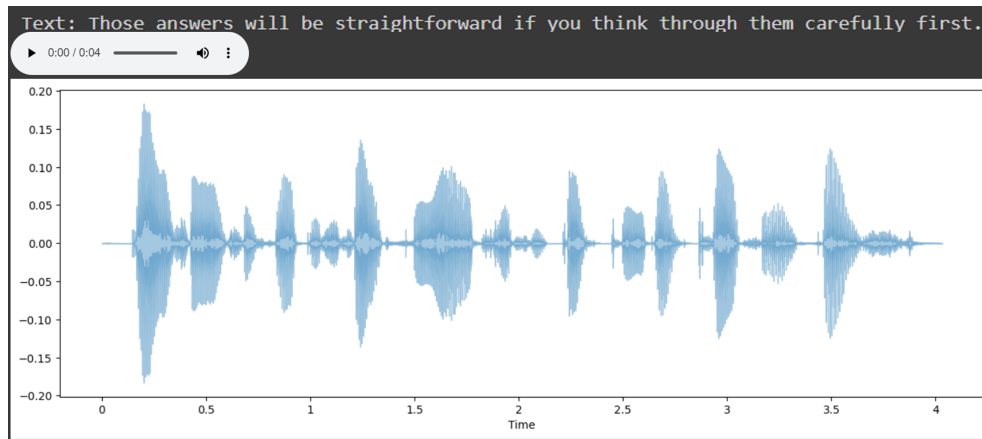 Text: Those answers will be straightforward if you think through them carefully first.
0:00 / 0:04
0.20
0.15
0.10
0.05
0.00
−0.05
−0.10
−0.15
−0.20
0 0.5 1 1.5 2 2.5 3 3.5 4
Time